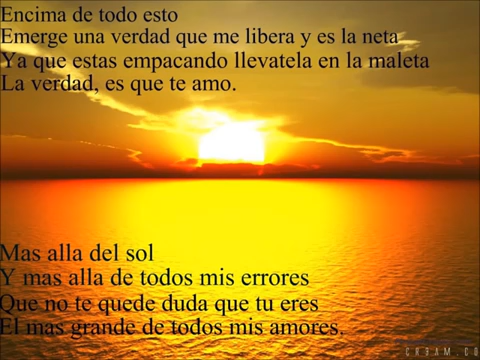 Encima de todo esto
Emerge una verdad que me libera y es la neta
Ya que estas empacando llevatela en la maleta
La verdad, es que te amo.
Mas alla del sol
Y mas alla de todos mis errores
Que no te quede duda que tu eres
El mas grande de todos mis amores.
CR3AM.CO